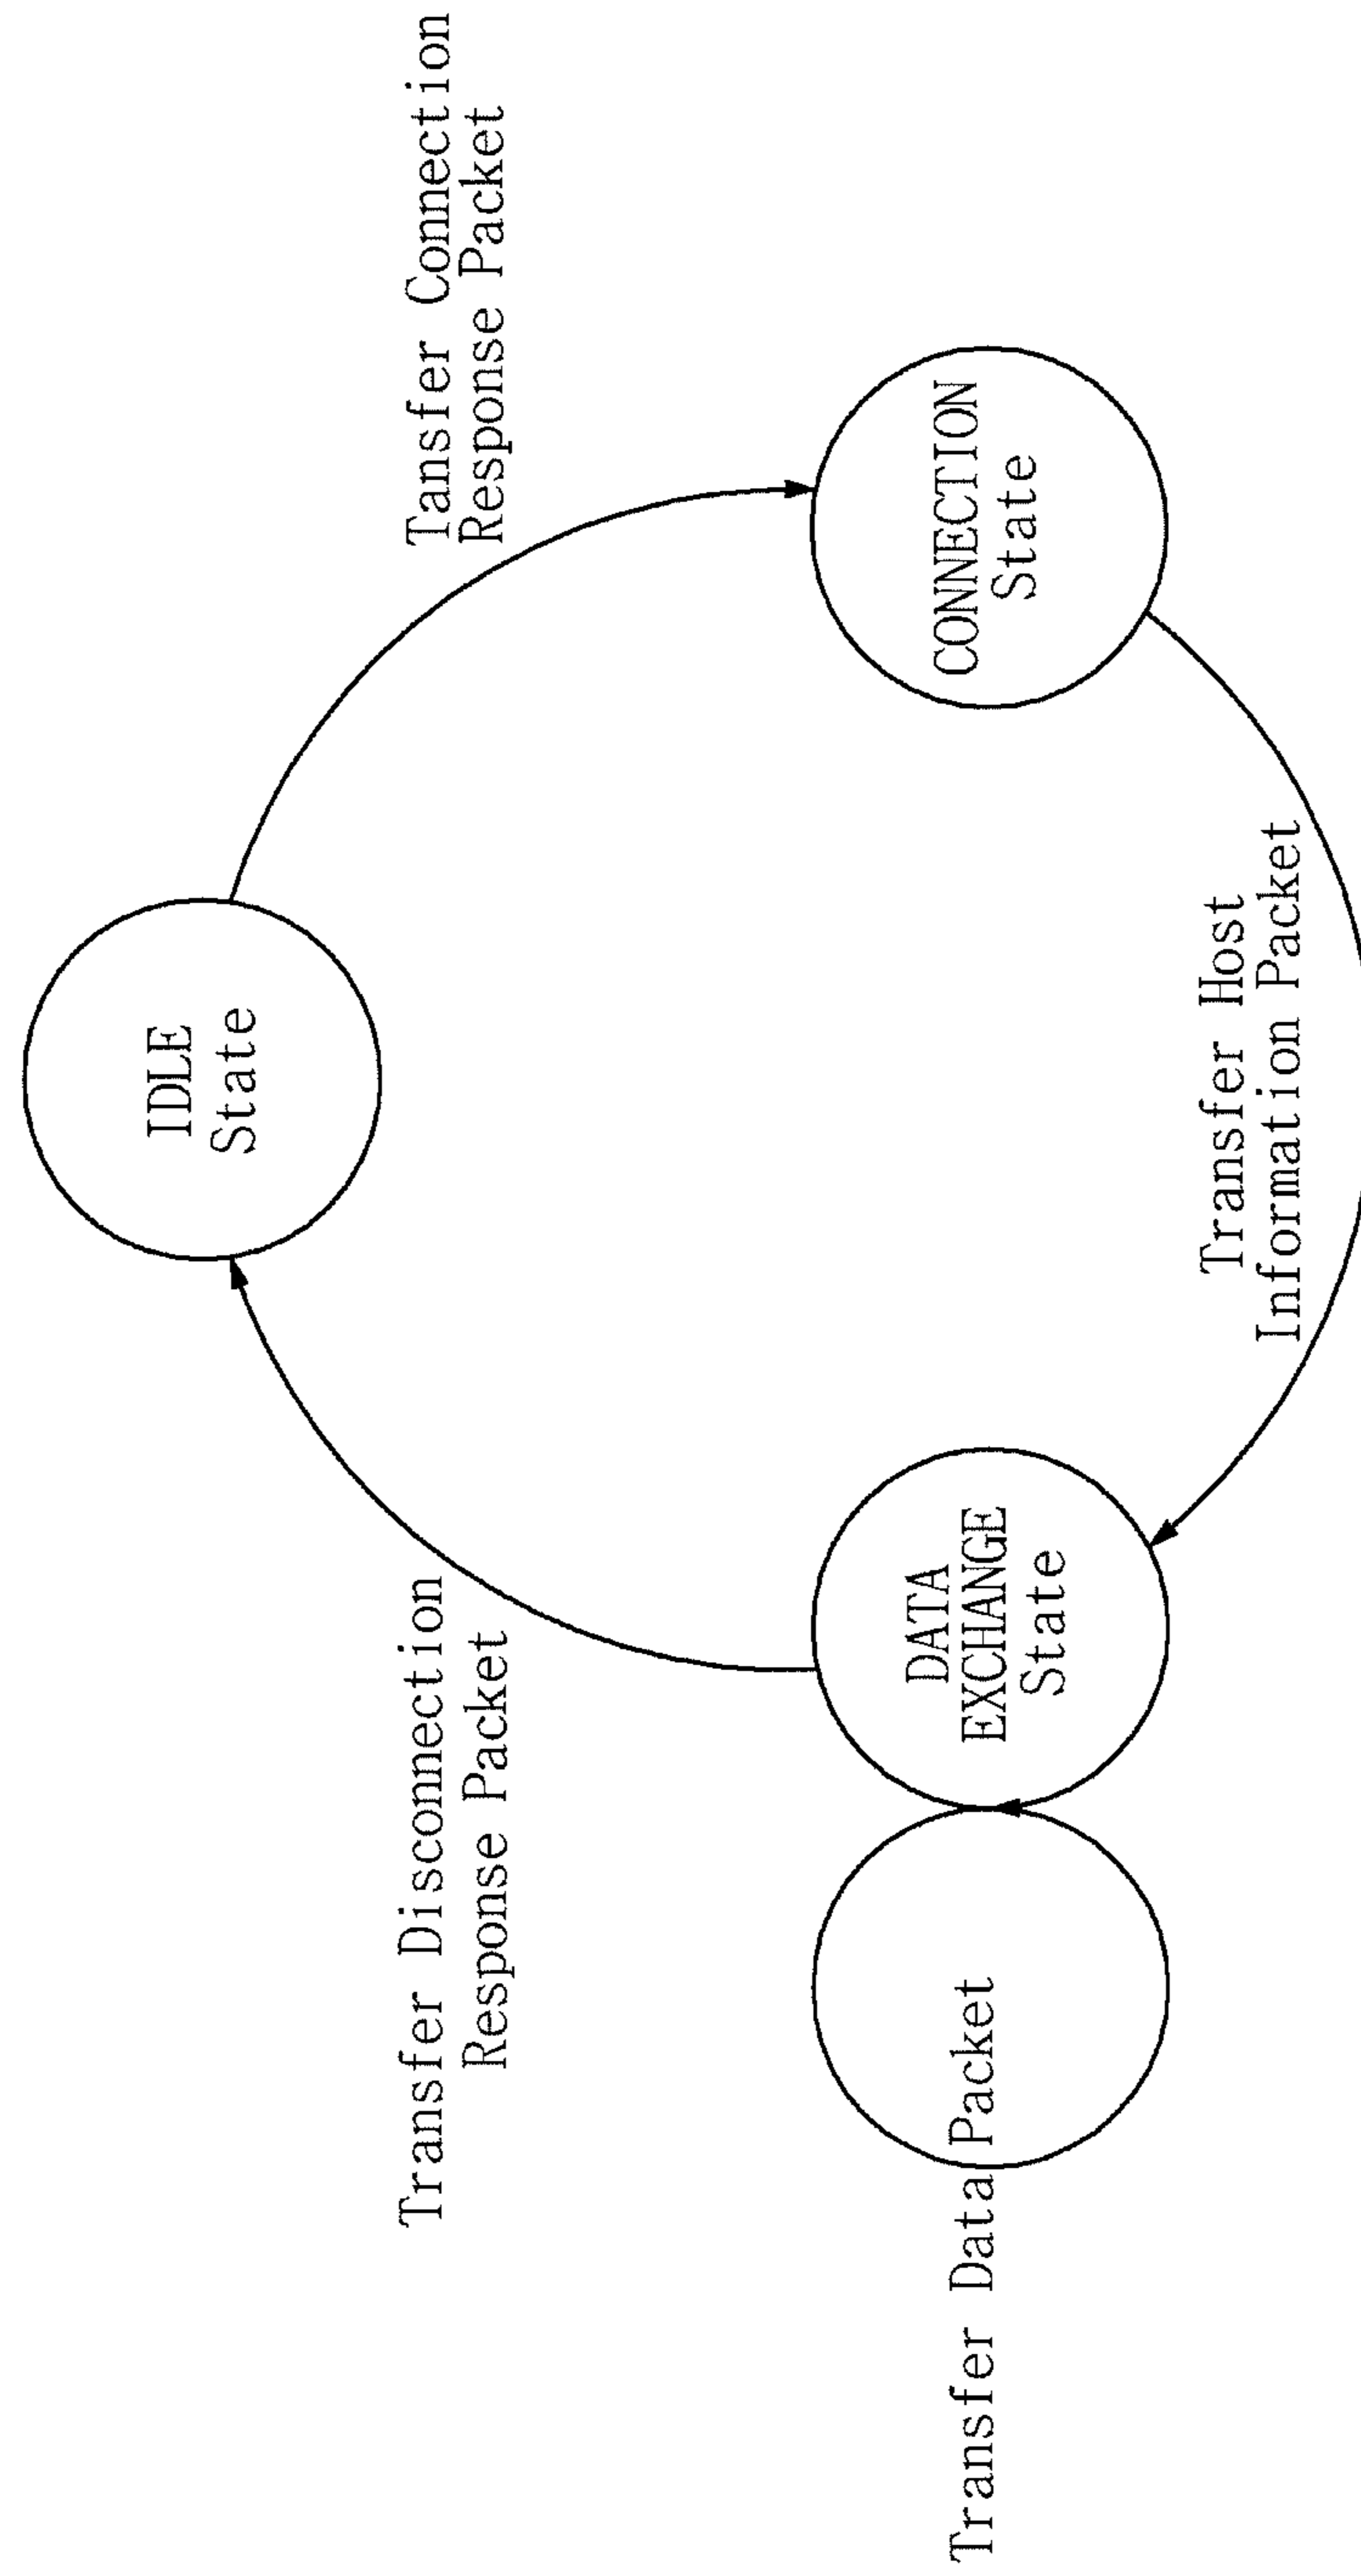 IDLE
State
Tansfer Connection
Response Packet
CONNECTION
State
Transfer Host
Information Packet
DATA
EXCHANGE
State
Transfer Disconnection
Response Packet
Transfer Data Packet